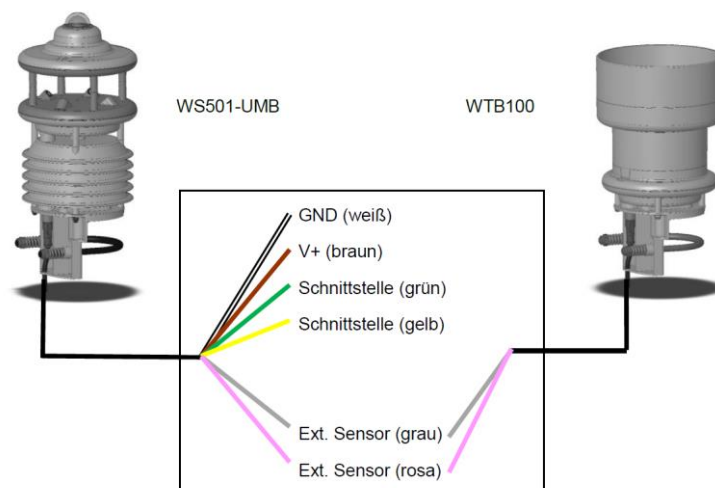 WS501-UMB
WTB100
GND (weiß)
V+ (braun)
Schnittstelle (grün)
Schnittstelle (gelb)
Ext. Sensor (grau)
Ext. Sensor (rosa)